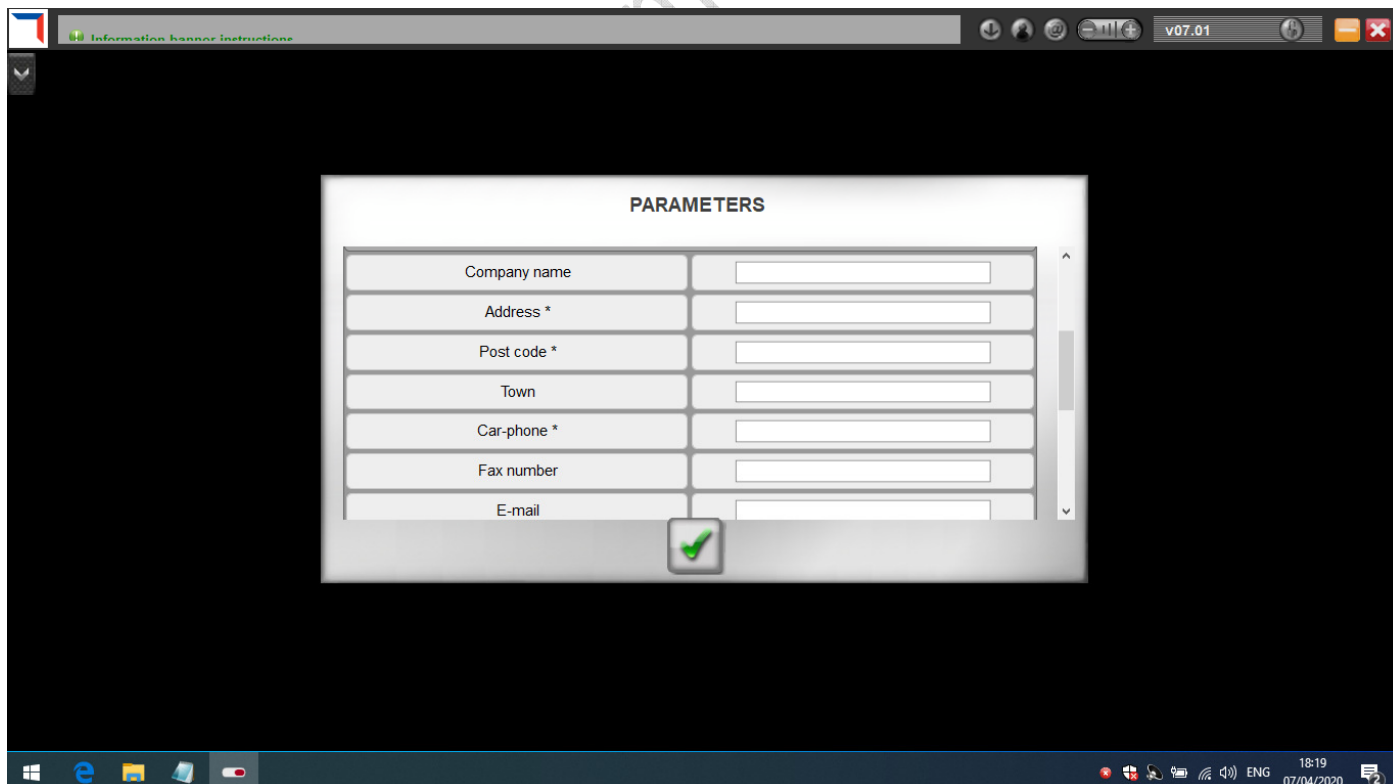 Information banner instructions
v07.01
PARAMETERS
Company name
Address *
Post code *
Town
Car-phone *
Fax number
E-mail
ENG
18:19
07/04/2020
2